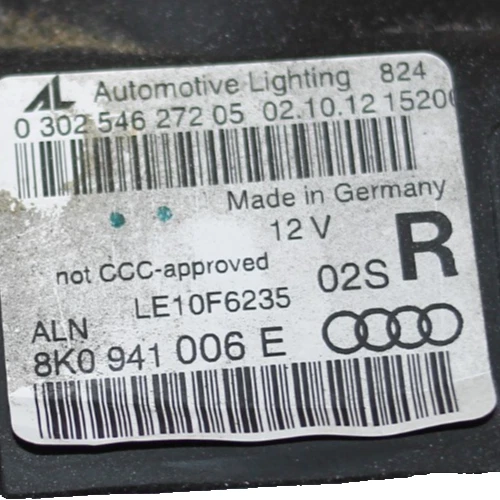 AL Automotive Lighting 824
0 302 546 272 05 02.10.12 1520
Made in Germany
12 V
not CCC-approved
02S R
LE10F6235
ALN
8K0 941 006 E